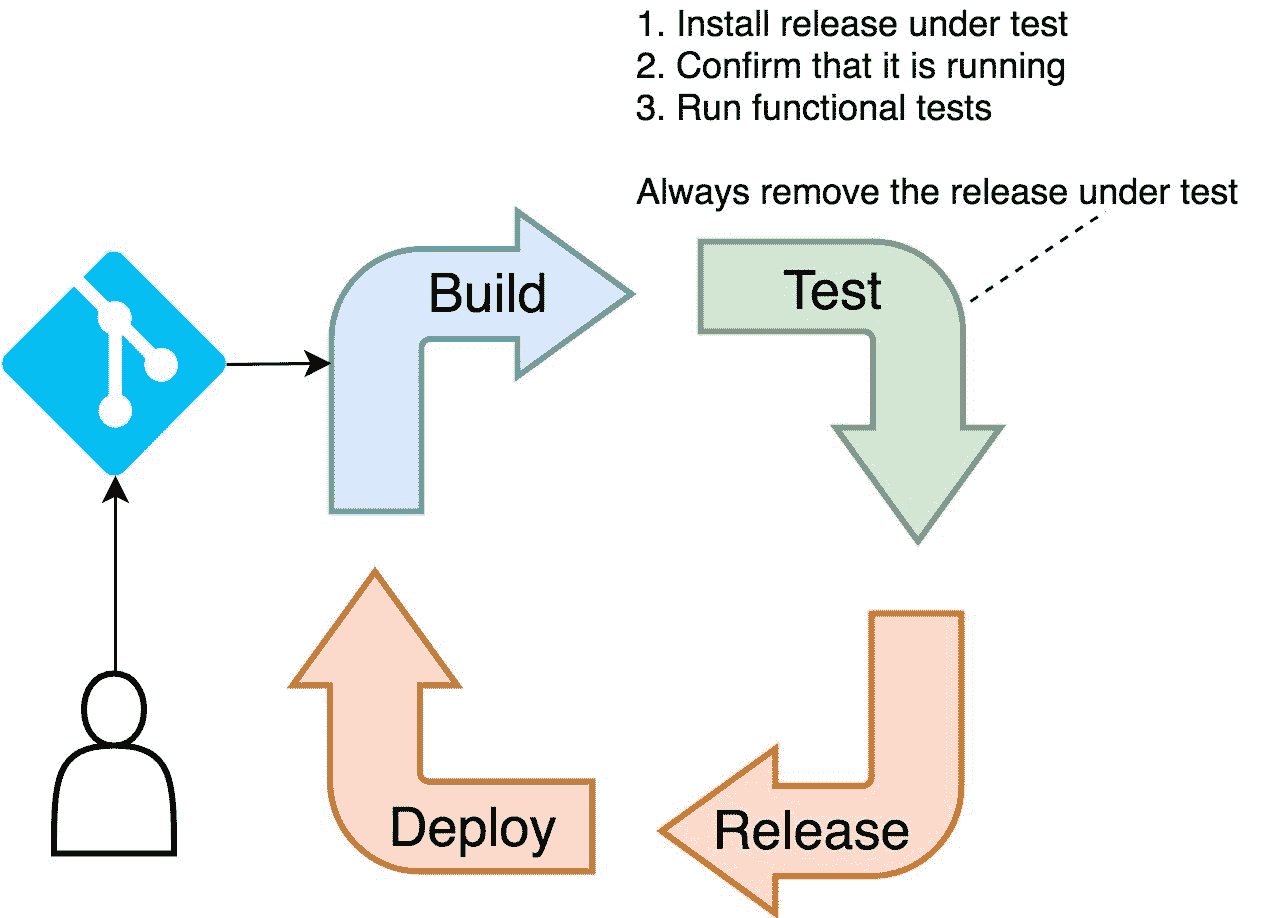 1. Install release under test
2. Confirm that it is running
3. Run functional tests
Always remove the release under test
Build
Test
Deploy
Release